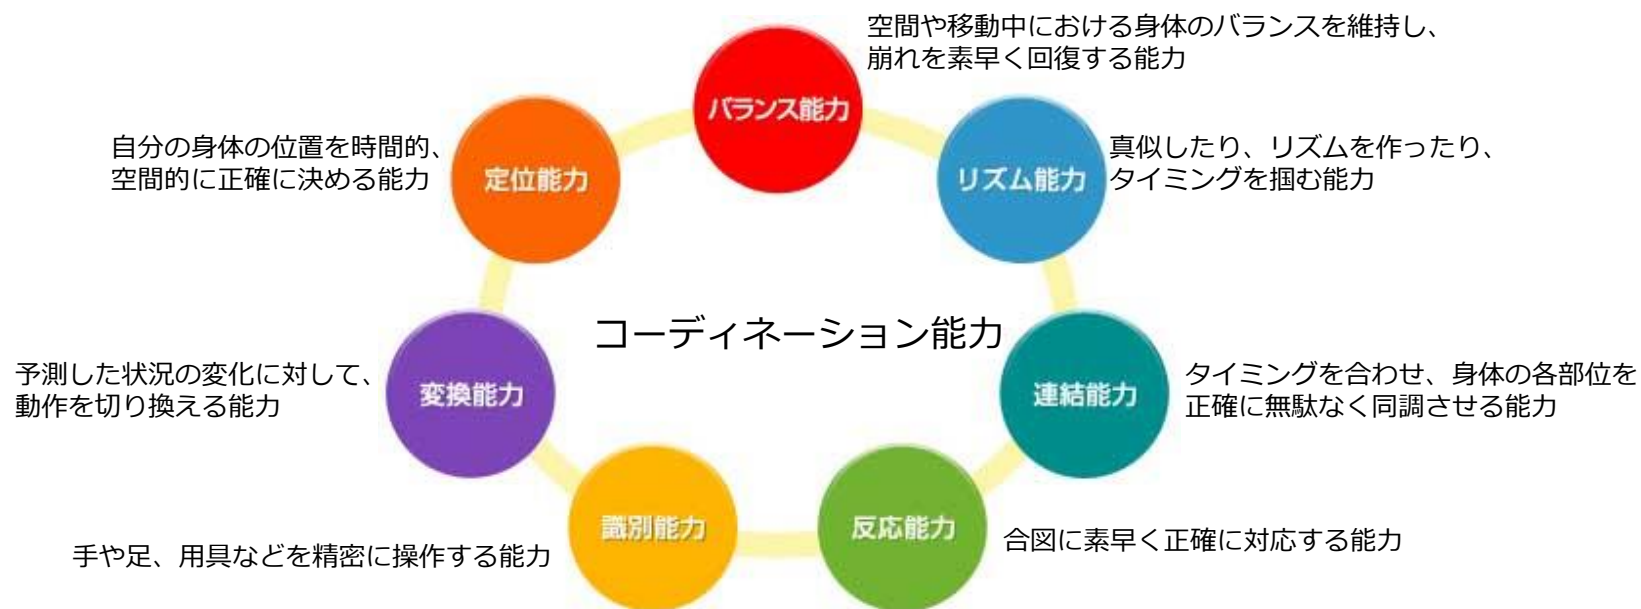 空間や移動中における身体のバランスを維持し、
崩れを素早く回復する能力
バランス能力
自分の身体の位置を時間的、
空間的に正確に決める能力
定位能力
リズム能力
真似したり、リズムを作ったり、
タイミングを掴む能力
コーディネーション能力
予測した状況の変化に対して、
動作を切り換える能力
変換能力
連結能力
タイミングを合わせ、身体の各部位を
正確に無駄なく同調させる能力
手や足、用具などを精密に操作する能力
識別能力
反応能力
合図に素早く正確に対応する能力